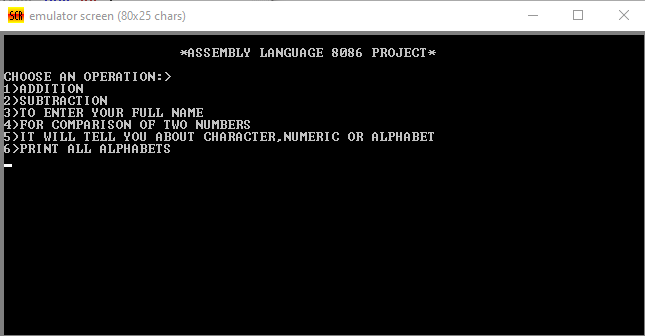 SCR emulator screen (80x25 chars)
*ASSEMBLY LANGUAGE 8086 PROJECT*
CHOOSE AN OPERATION:>
1>ADDITION
2>SUBTRACTION
3>TO ENTER YOUR FULL NAME
4>FOR COMPARISON OF TWO NUMBERS
5>IT WILL TELL YOU ABOUT CHARACTER,NUMERIC OR ALPHABET
6>PRINT ALL ALPHABETS